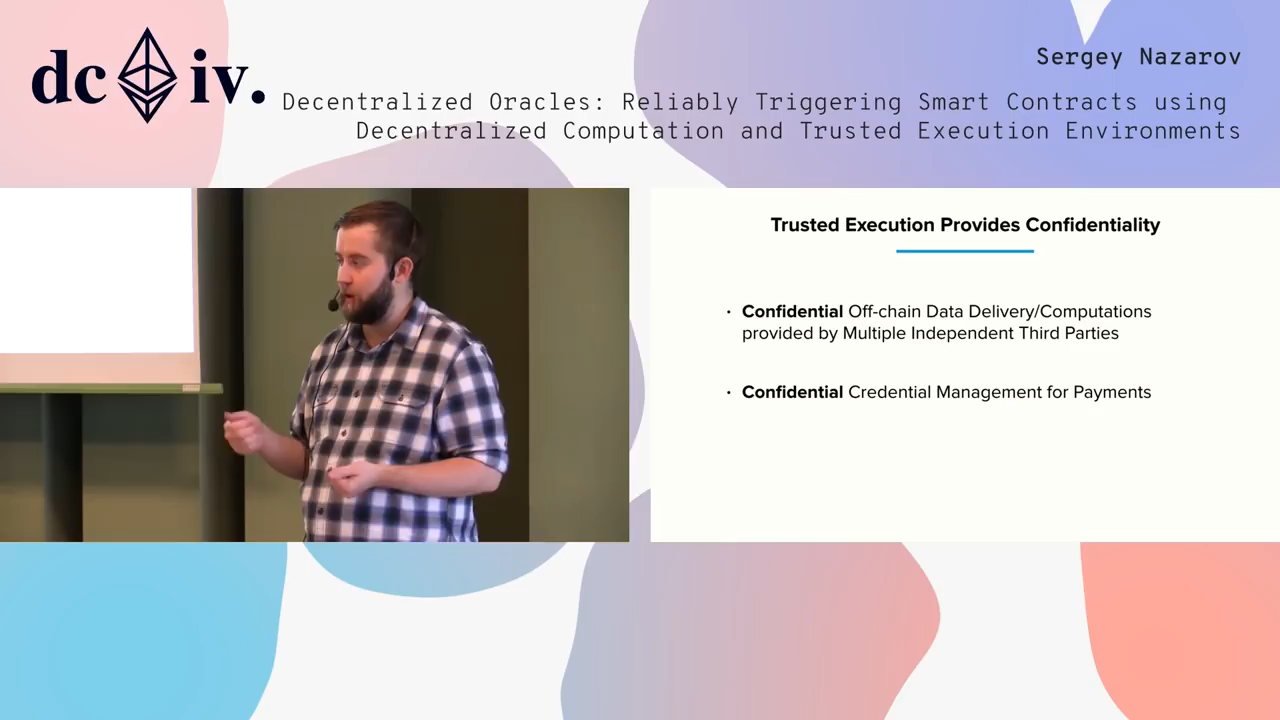 dc iv.
Sergey Nazarov
Decentralized Oracles: Reliably Triggering Smart Contracts using
Decentralized Computation and Trusted Execution Environments
Trusted Execution Provides Confidentiality
· Confidential Off-chain Data Delivery/Computations
provided by Multiple Independent Third Parties
· Confidential Credential Management for Payments